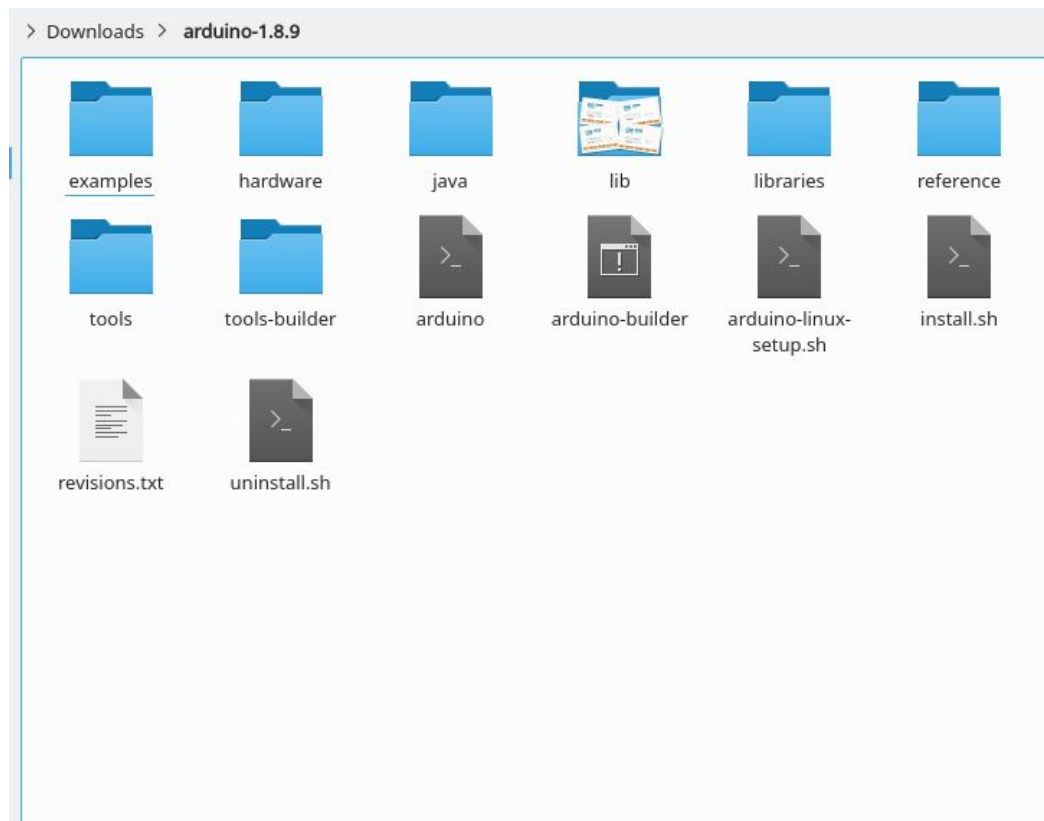 > Downloads > arduino-1.8.9
examples hardware java lib libraries reference
tools tools-builder arduino arduino-builder arduino-linux-setup.sh install.sh
revisions.txt uninstall.sh